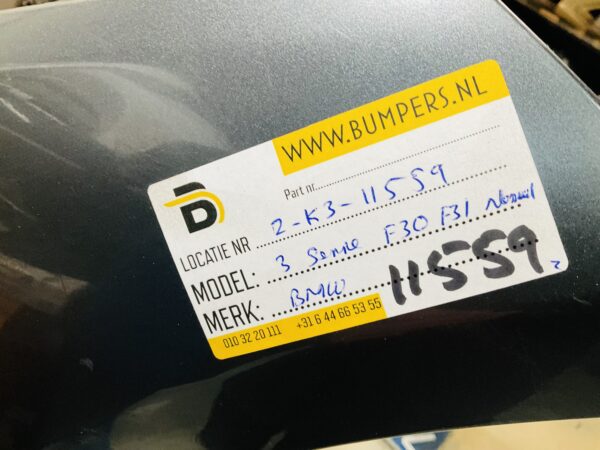 WWW.BUMPERS.NL
Part nr.
LOCATIE NR 2-K3-11559
MODEL: 3 Serie F30 F31 Normal
MERK: BMW 11559
010 32 20 111 +31 6 44 66 53 55